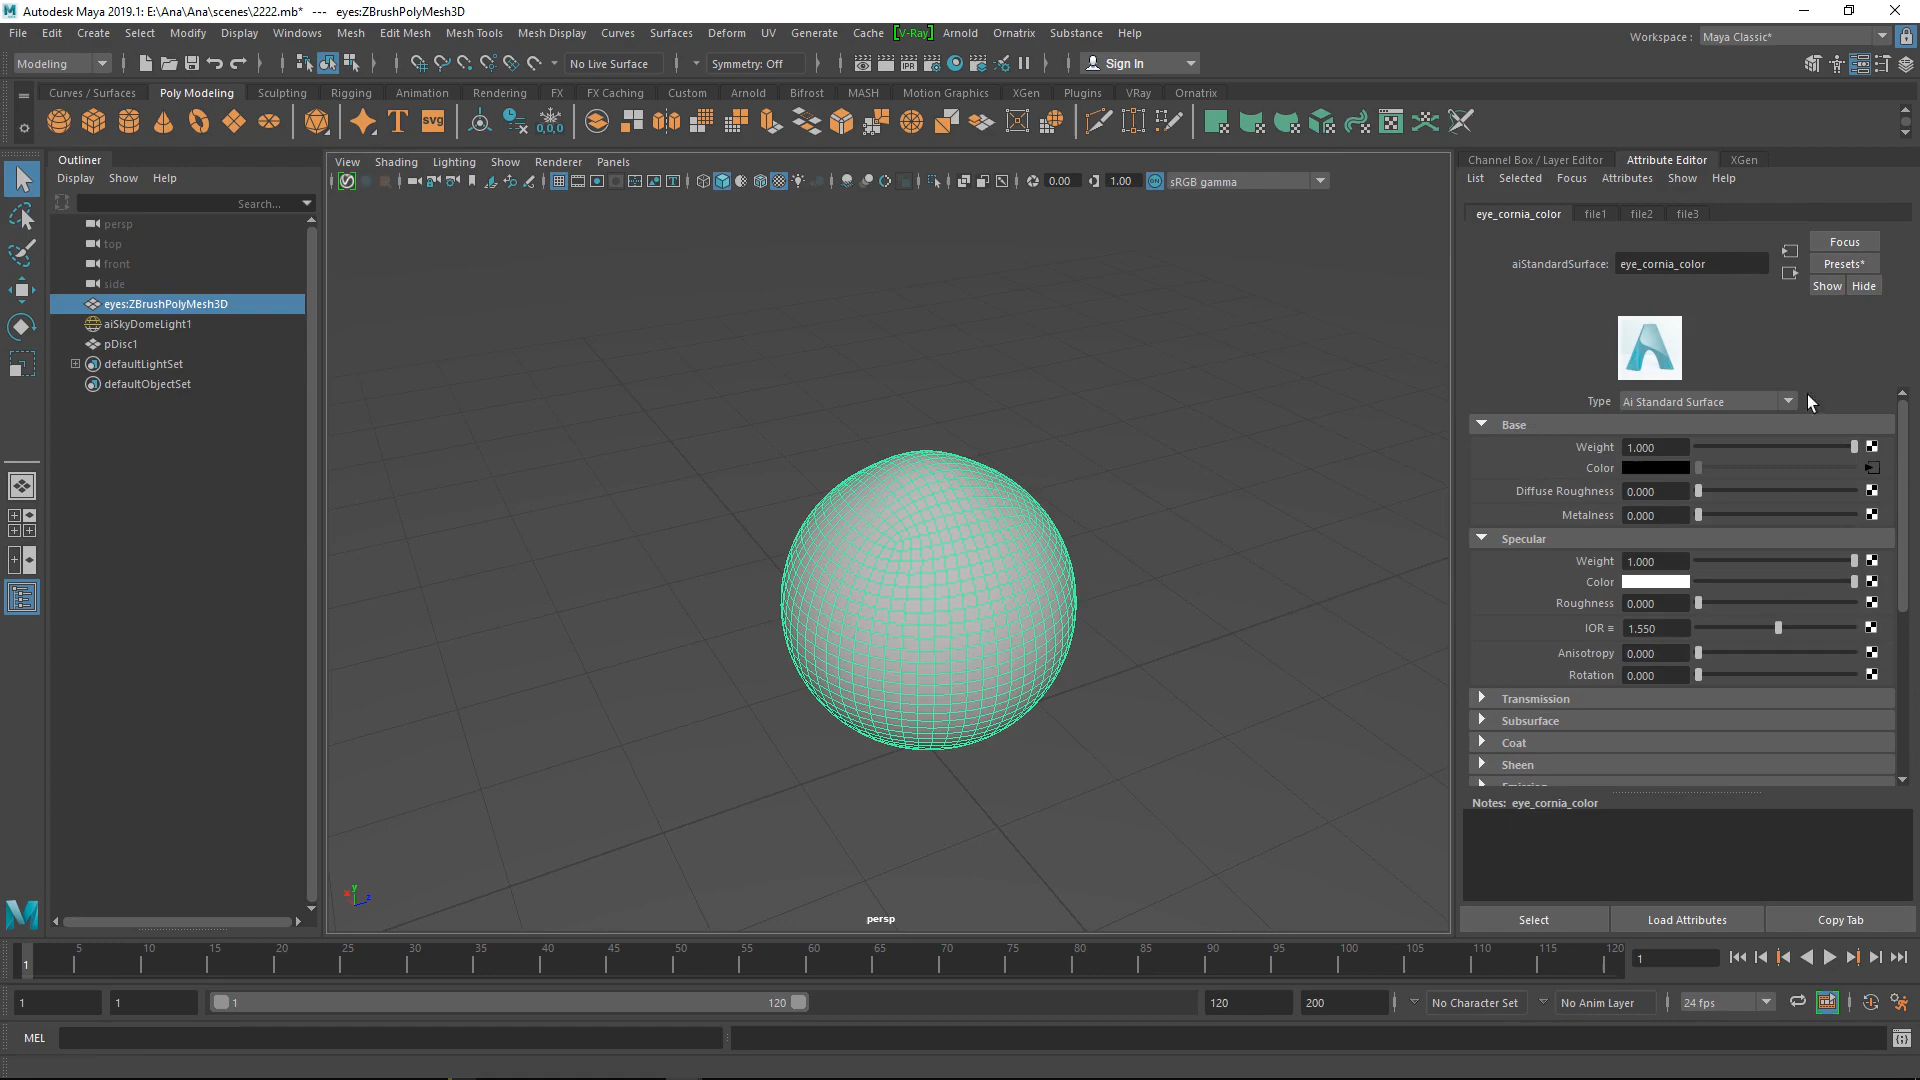 Autodesk Maya 2019.1: E:\Ana\Ana\scenes\2222.mb* --- eyes:ZBrushPolyMesh3D
File Edit Create Select Modify Display Windows Mesh Edit Mesh Mesh Tools Mesh Display Curves Surfaces Deform UV Generate Cache [V-Ray] Arnold Ornatrix Substance Help
Workspace : Maya Classic*
Modeling No Live Surface Symmetry: Off IPR Sign In
Curves / Surfaces Poly Modeling Sculpting Rigging Animation Rendering FX FX Caching Custom Arnold Bifrost MASH Motion Graphics XGen Plugins VRay Ornatrix
T SVG 0,0,0
Outliner
Display Show Help
Search...
persp
top
front
side
eyes:ZBrushPolyMesh3D
aiSkyDomeLight1
pDisc1
defaultLightSet
defaultObjectSet
View Shading Lighting Show Renderer Panels
0.00 1.00 ON sRGB gamma
y
x z
persp
Channel Box / Layer Editor Attribute Editor XGen
List Selected Focus Attributes Show Help
eye_cornia_color file1 file2 file3
Focus
aiStandardSurface: eye_cornia_color Presets*
Show Hide
Type Ai Standard Surface
Base
Weight 1.000
Color
Diffuse Roughness 0.000
Metalness 0.000
Specular
Weight 1.000
Color
Roughness 0.000
IOR = 1.550
Anisotropy 0.000
Rotation 0.000
Transmission
Subsurface
Coat
Sheen
Emission
Notes: eye_cornia_color
Select Load Attributes Copy Tab
1 5 10 15 20 25 30 35 40 45 50 55 60 65 70 75 80 85 90 95 100 105 110 115 120 1
1 1 1 120 120 200 No Character Set No Anim Layer 24 fps
MEL